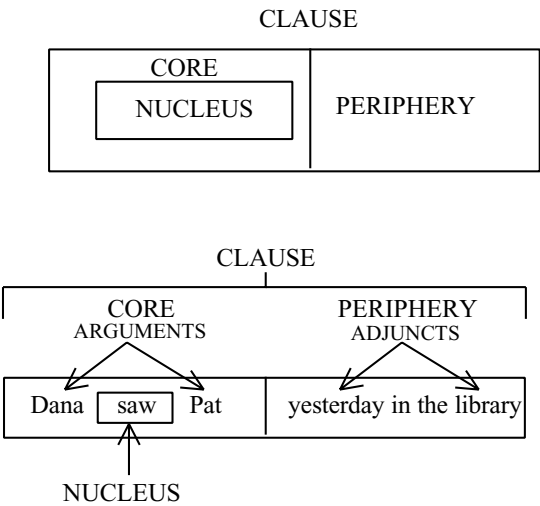 CLAUSE
CORE
NUCLEUS PERIPHERY
CLAUSE
CORE PERIPHERY
ARGUMENTS ADJUNCTS
Dana saw Pat yesterday in the library
NUCLEUS